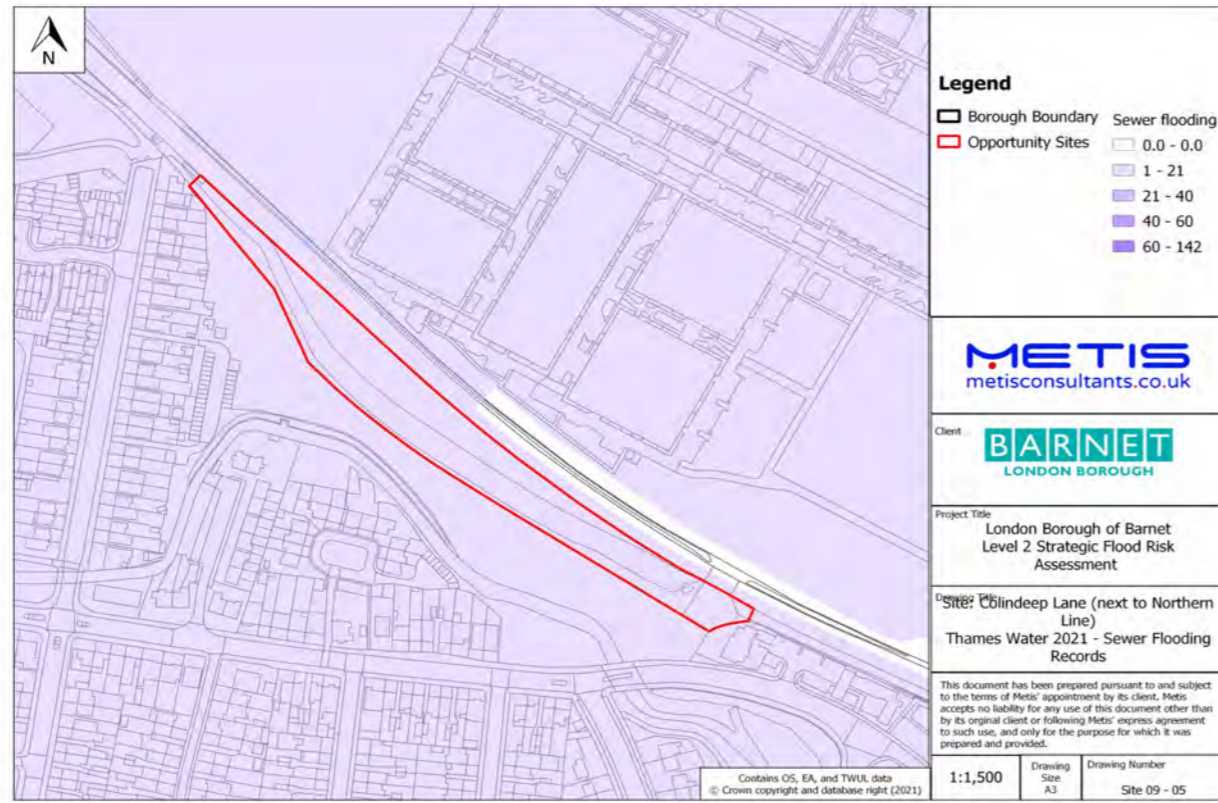 N
Legend
Borough Boundary
Opportunity Sites
Sewer flooding
0.0 - 0.0
1 - 21
21 - 40
40 - 60
60 - 142
METIS
metisconsultants.co.uk
Client
BARNET
LONDON BOROUGH
Project Title
London Borough of Barnet
Level 2 Strategic Flood Risk
Assessment
Drawing Title
Site: Colindeep Lane (next to Northern
Line)
Thames Water 2021 - Sewer Flooding
Records
This document has been prepared pursuant to and subject
to the terms of Metis' appointment by its client. Metis
accepts no liability for any use of this document other than
by its orginal client or following Metis' express agreement
to such use, and only for the purpose for which it was
prepared and provided.
Contains OS, EA, and TWUL data
© Crown copyright and database right (2021)
1:1,500
Drawing
Size
A3
Drawing Number
Site 09 - 05